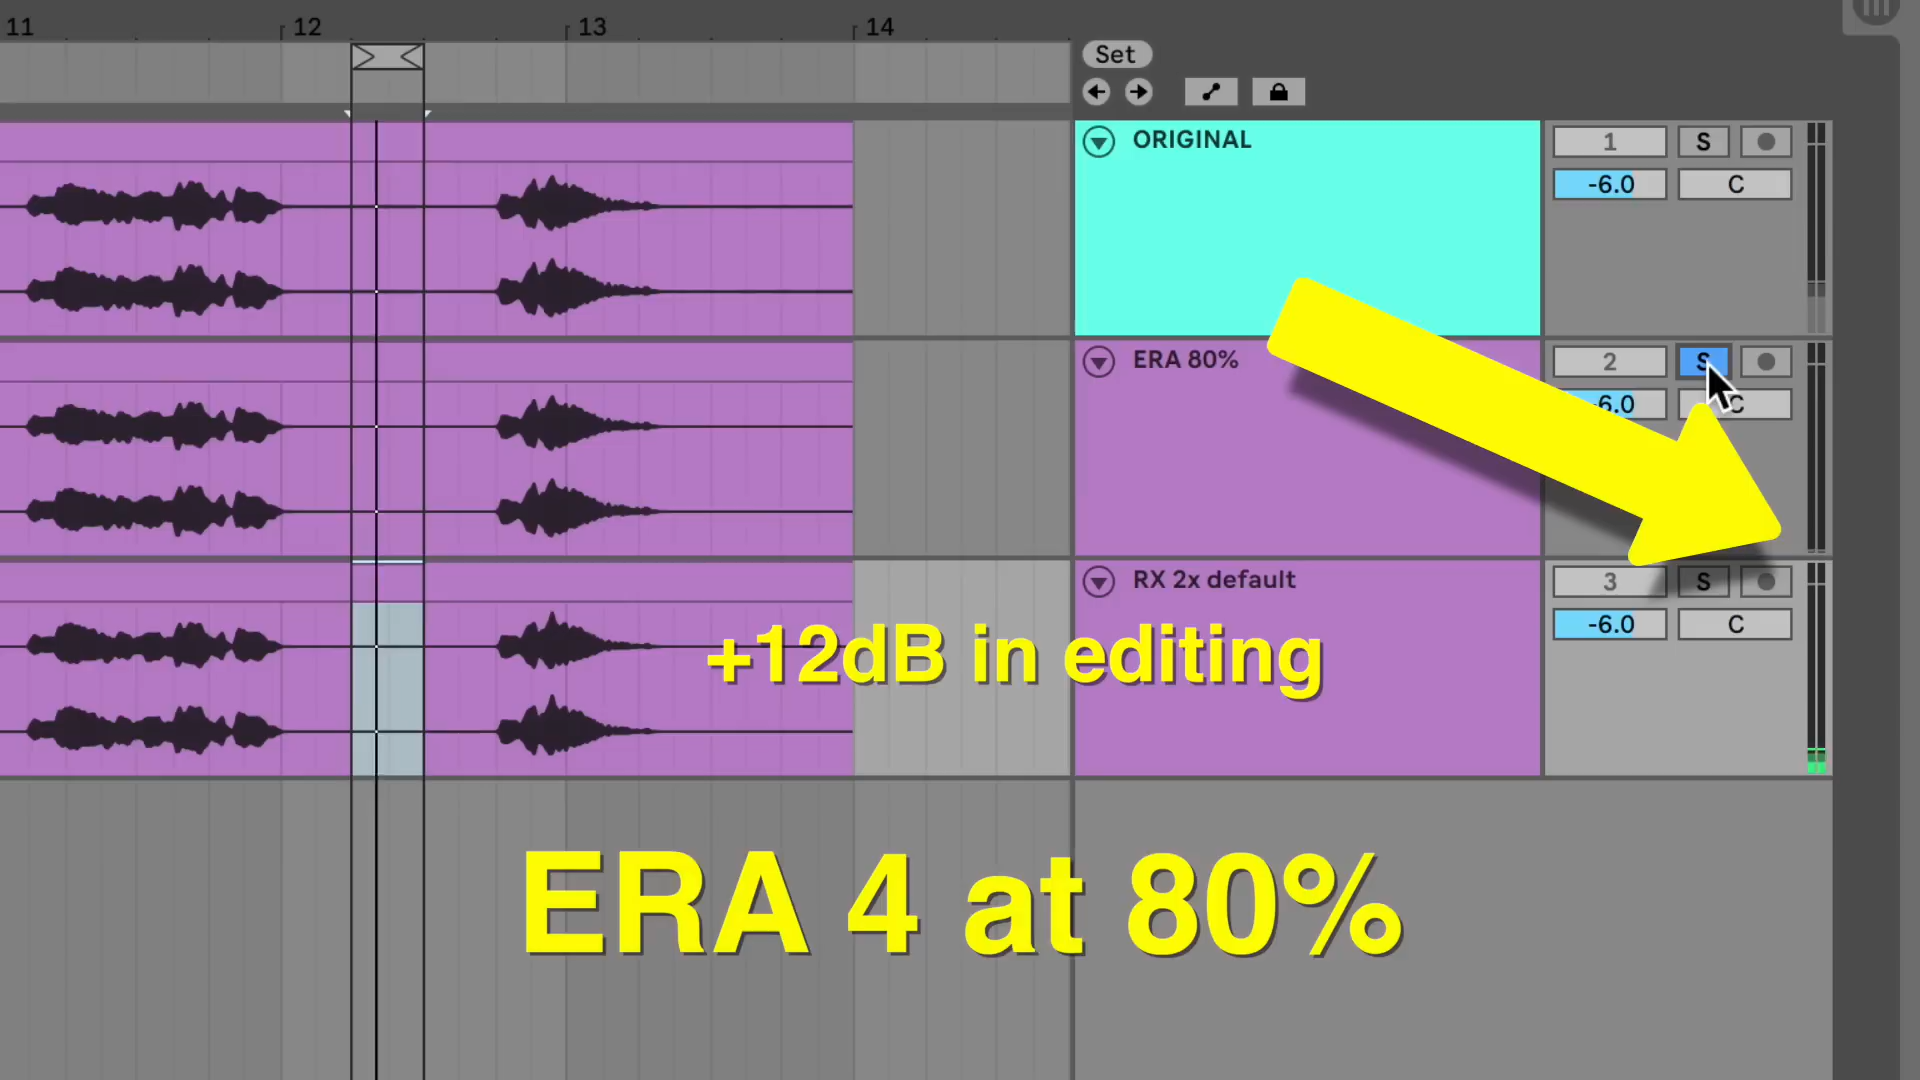 11
12
13
14
Set
ORIGINAL
1
S
-6.0
C
ERA 80%
2
S
-6.0
C
RX 2x default
3
S
-6.0
C
+12dB in editing
ERA 4 at 80%